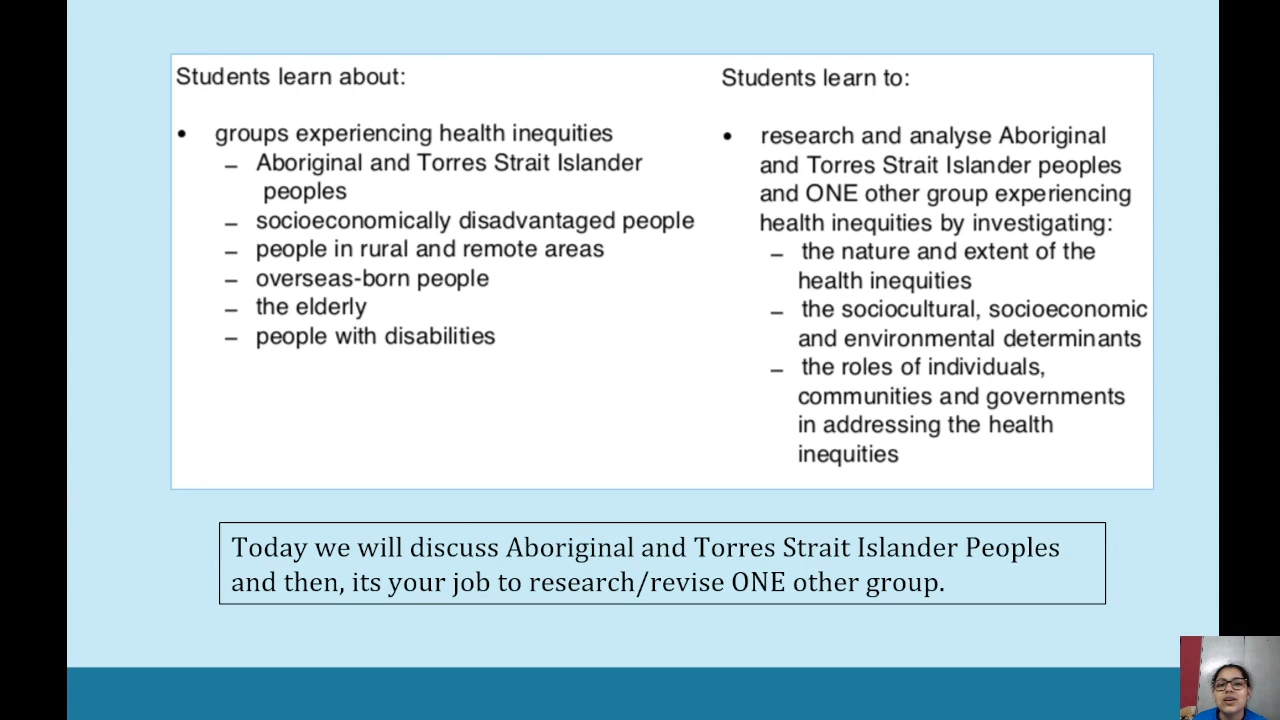 Students learn about:
• groups experiencing health inequities
– Aboriginal and Torres Strait Islander
peoples
– socioeconomically disadvantaged people
– people in rural and remote areas
– overseas-born people
– the elderly
– people with disabilities
Students learn to:
• research and analyse Aboriginal
and Torres Strait Islander peoples
and ONE other group experiencing
health inequities by investigating:
– the nature and extent of the
health inequities
– the sociocultural, socioeconomic
and environmental determinants
– the roles of individuals,
communities and governments
in addressing the health
inequities
Today we will discuss Aboriginal and Torres Strait Islander Peoples
and then, its your job to research/revise ONE other group.